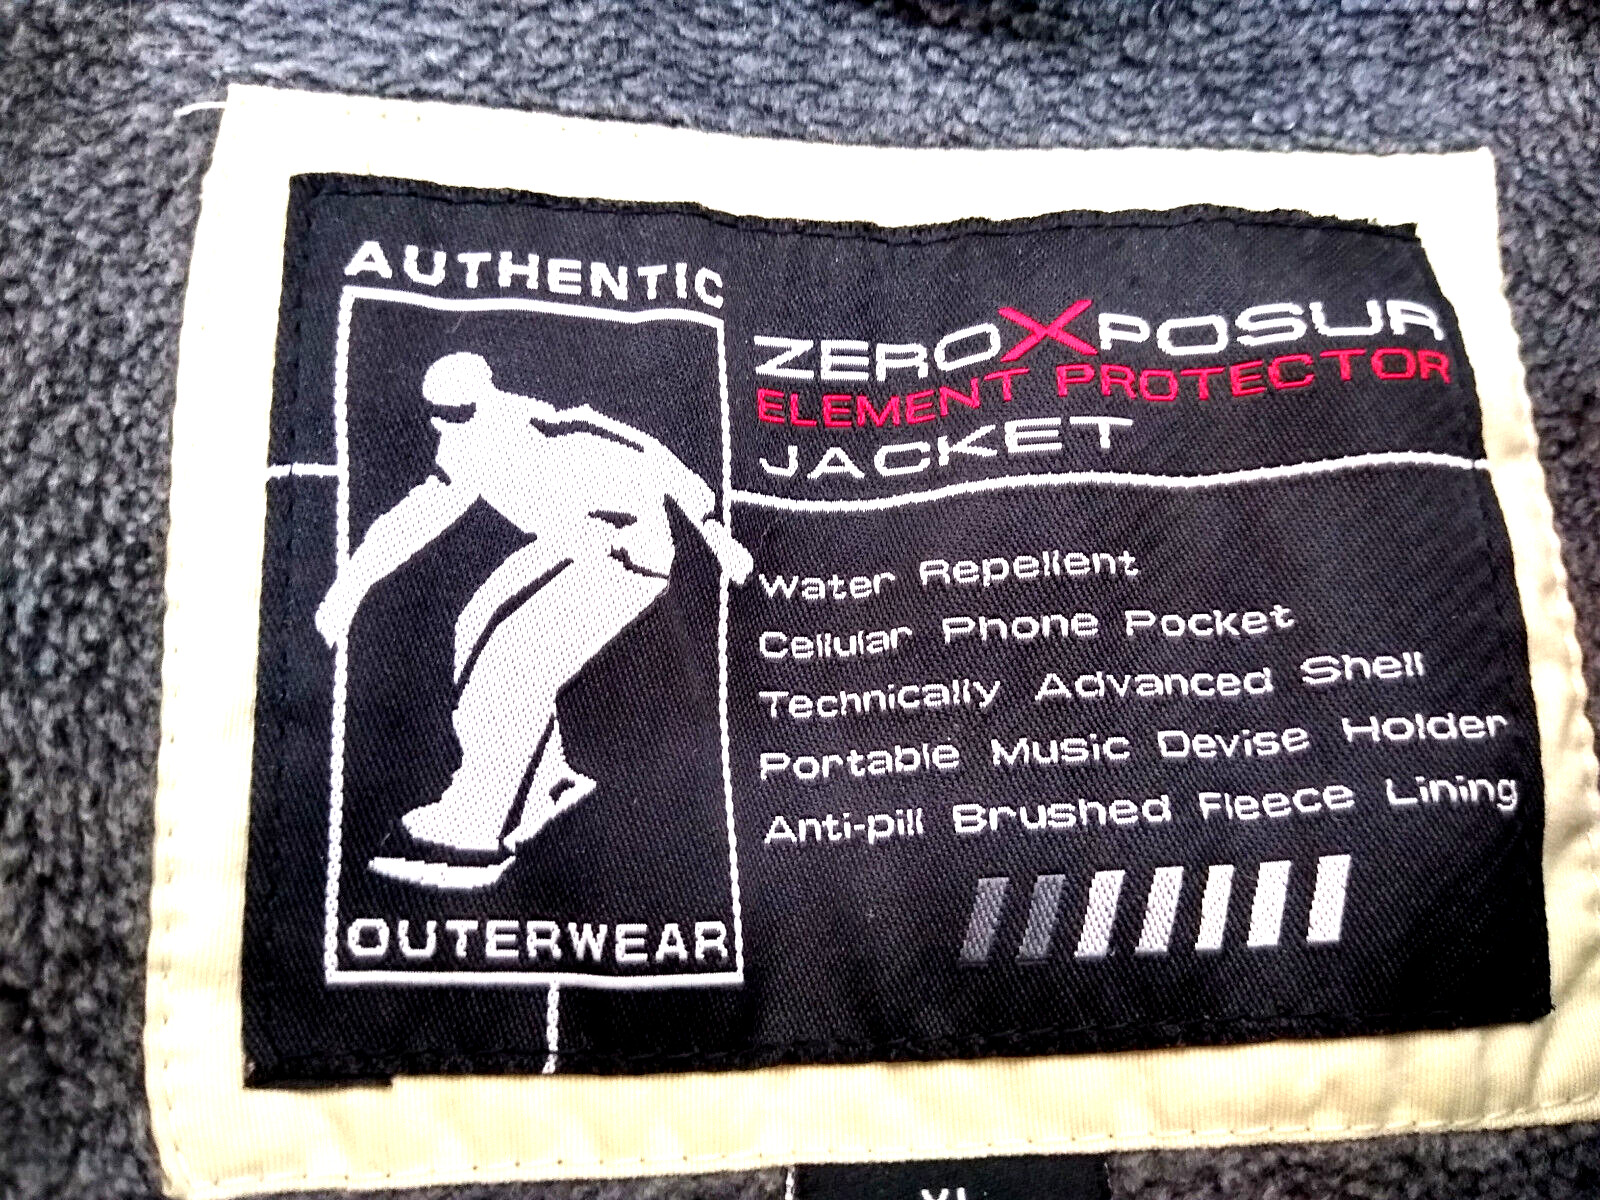 AUTHENTIC
OUTERWEAR
ZEROXPOSUR
ELEMENT PROTECTOR
JACKET
Water Repellent
Cellular Phone Pocket
Technically Advanced Shell
Portable Music Devise Holder
Anti-pill Brushed Fleece Lining
XL